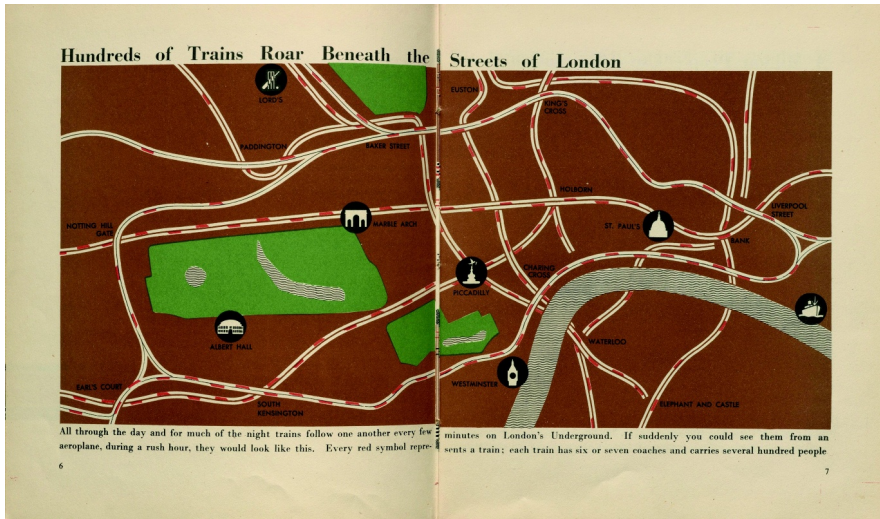 Hundreds of Trains Roar Beneath the Streets of London
LORD'S
EUSTON
KING'S
CROSS
PADDINGTON
BAKER STREET
HOLBORN
NOTTING HILL
GATE
MARBLE ARCH
ST. PAUL'S
LIVERPOOL
STREET
BANK
CHARING
CROSS
PICCADILLY
ALBERT HALL
WATERLOO
EARL'S COURT
WESTMINSTER
SOUTH
KENSINGTON
ELEPHANT AND CASTLE
All through the day and for much of the night trains follow one another every few minutes on London's Underground. If suddenly you could see them from an
aeroplane, during a rush hour, they would look like this. Every red symbol repre- sents a train; each train has six or seven coaches and carries several hundred people
6
7